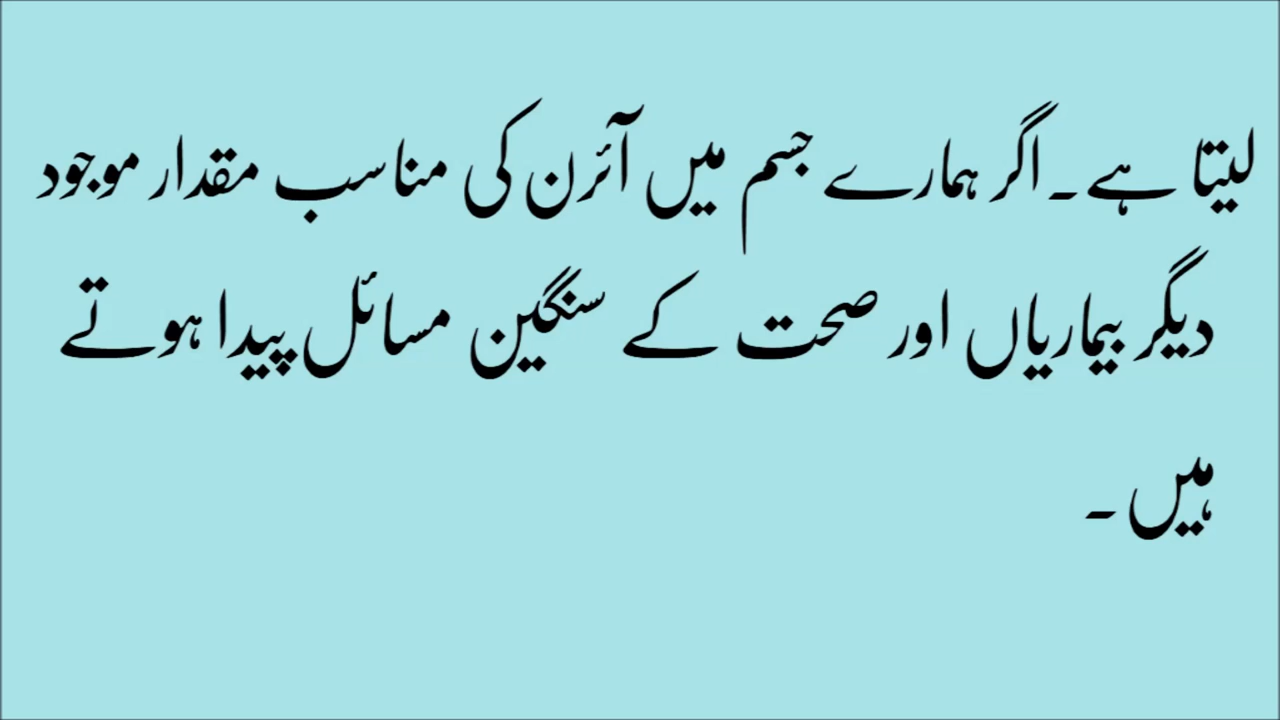 لیتا ہے۔اگر ہمارے جسم میں آئرن کی مناسب مقدار موجود
دیگر بیماریاں اور صحت کے سنگین مسائل پیدا ہوتے
ہیں ۔